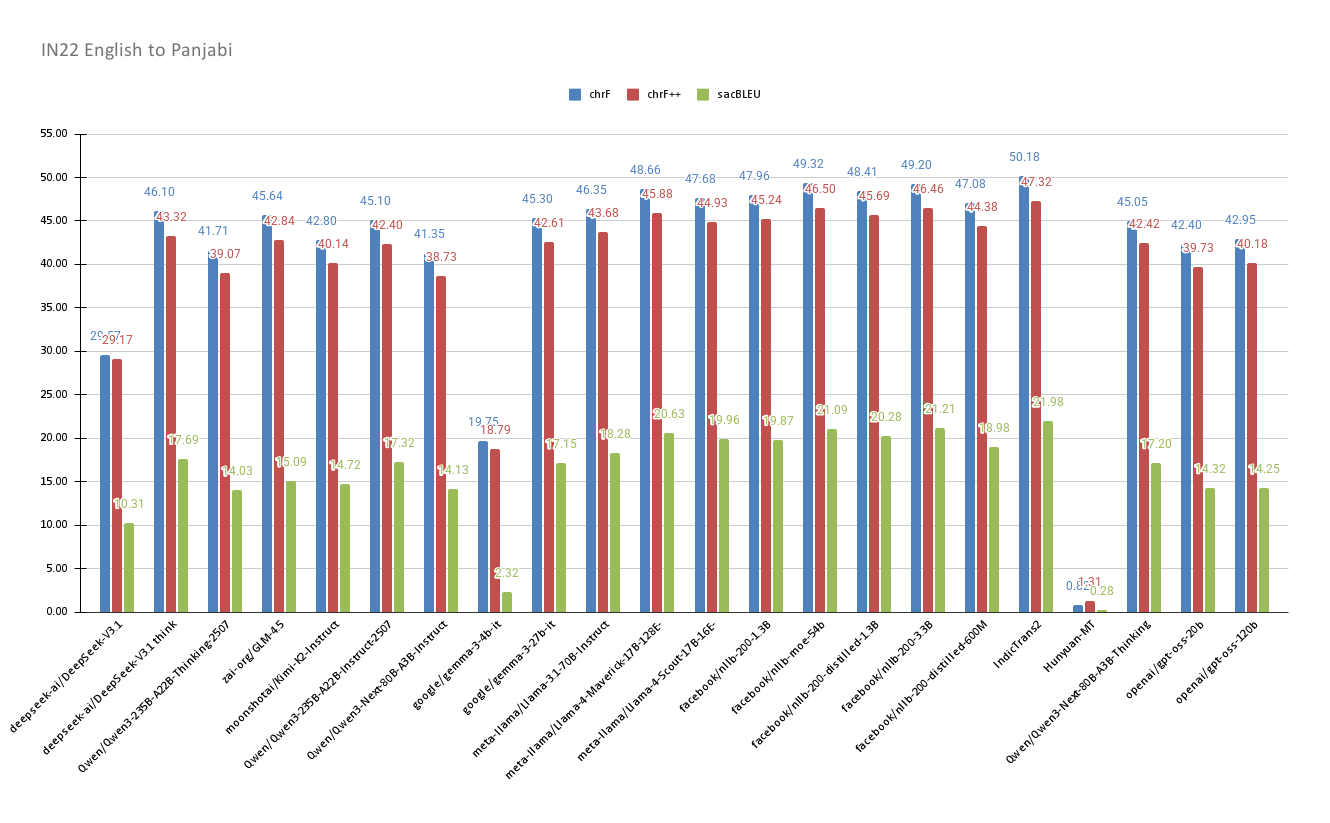 IN22 English to Panjabi
chrF chrF++ sacBLEU
55.00
50.00
45.00
40.00
35.00
30.00
25.00
20.00
15.00
10.00
5.00
0.00
29.57 29.17 10.31
46.10 43.32 17.69
41.71 39.07 14.03
45.64 42.84 15.09
42.80 40.14 14.72
45.10 42.40 17.32
41.35 38.73 14.13
19.75 18.79 2.32
45.30 42.61 17.15
46.35 43.68 18.28
48.66 45.88 20.63
47.68 44.93 19.96
47.96 45.24 19.87
49.32 46.50 21.09
48.41 45.69 20.28
49.20 46.46 21.21
47.08 44.38 18.98
50.18 47.32 21.98
1.31 0.28
45.05 42.42 17.20
42.40 39.73 14.32
42.95 40.18 14.25
deepseek-ai/DeepSeek-V3.1
deepseek-ai/DeepSeek-V3.1 think
Qwen/Qwen3-235B-A22B-Thinking-2507
zai-org/GLM-4.5
moonshotai/Kimi-K2-Instruct
Qwen/Qwen3-235B-A22B-Instruct-2507
Qwen/Qwen3-Next-80B-A3B-Instruct
google/gemma-3-4b-it
google/gemma-3-27b-it
meta-llama/Llama-3.1-70B-Instruct
meta-llama/Llama-4-Maverick-17B-128E-
meta-llama/Llama-4-Scout-17B-16E-
facebook/nllb-200-1.3B
facebook/nllb-moe-54b
facebook/nllb-200-distilled-1.3B
facebook/nllb-200-3.3B
facebook/nllb-200-distilled-600M
IndicTrans2
Hunyuan-MT
Qwen/Qwen3-Next-80B-A3B-Thinking
openai/gpt-oss-20b
openai/gpt-oss-120b